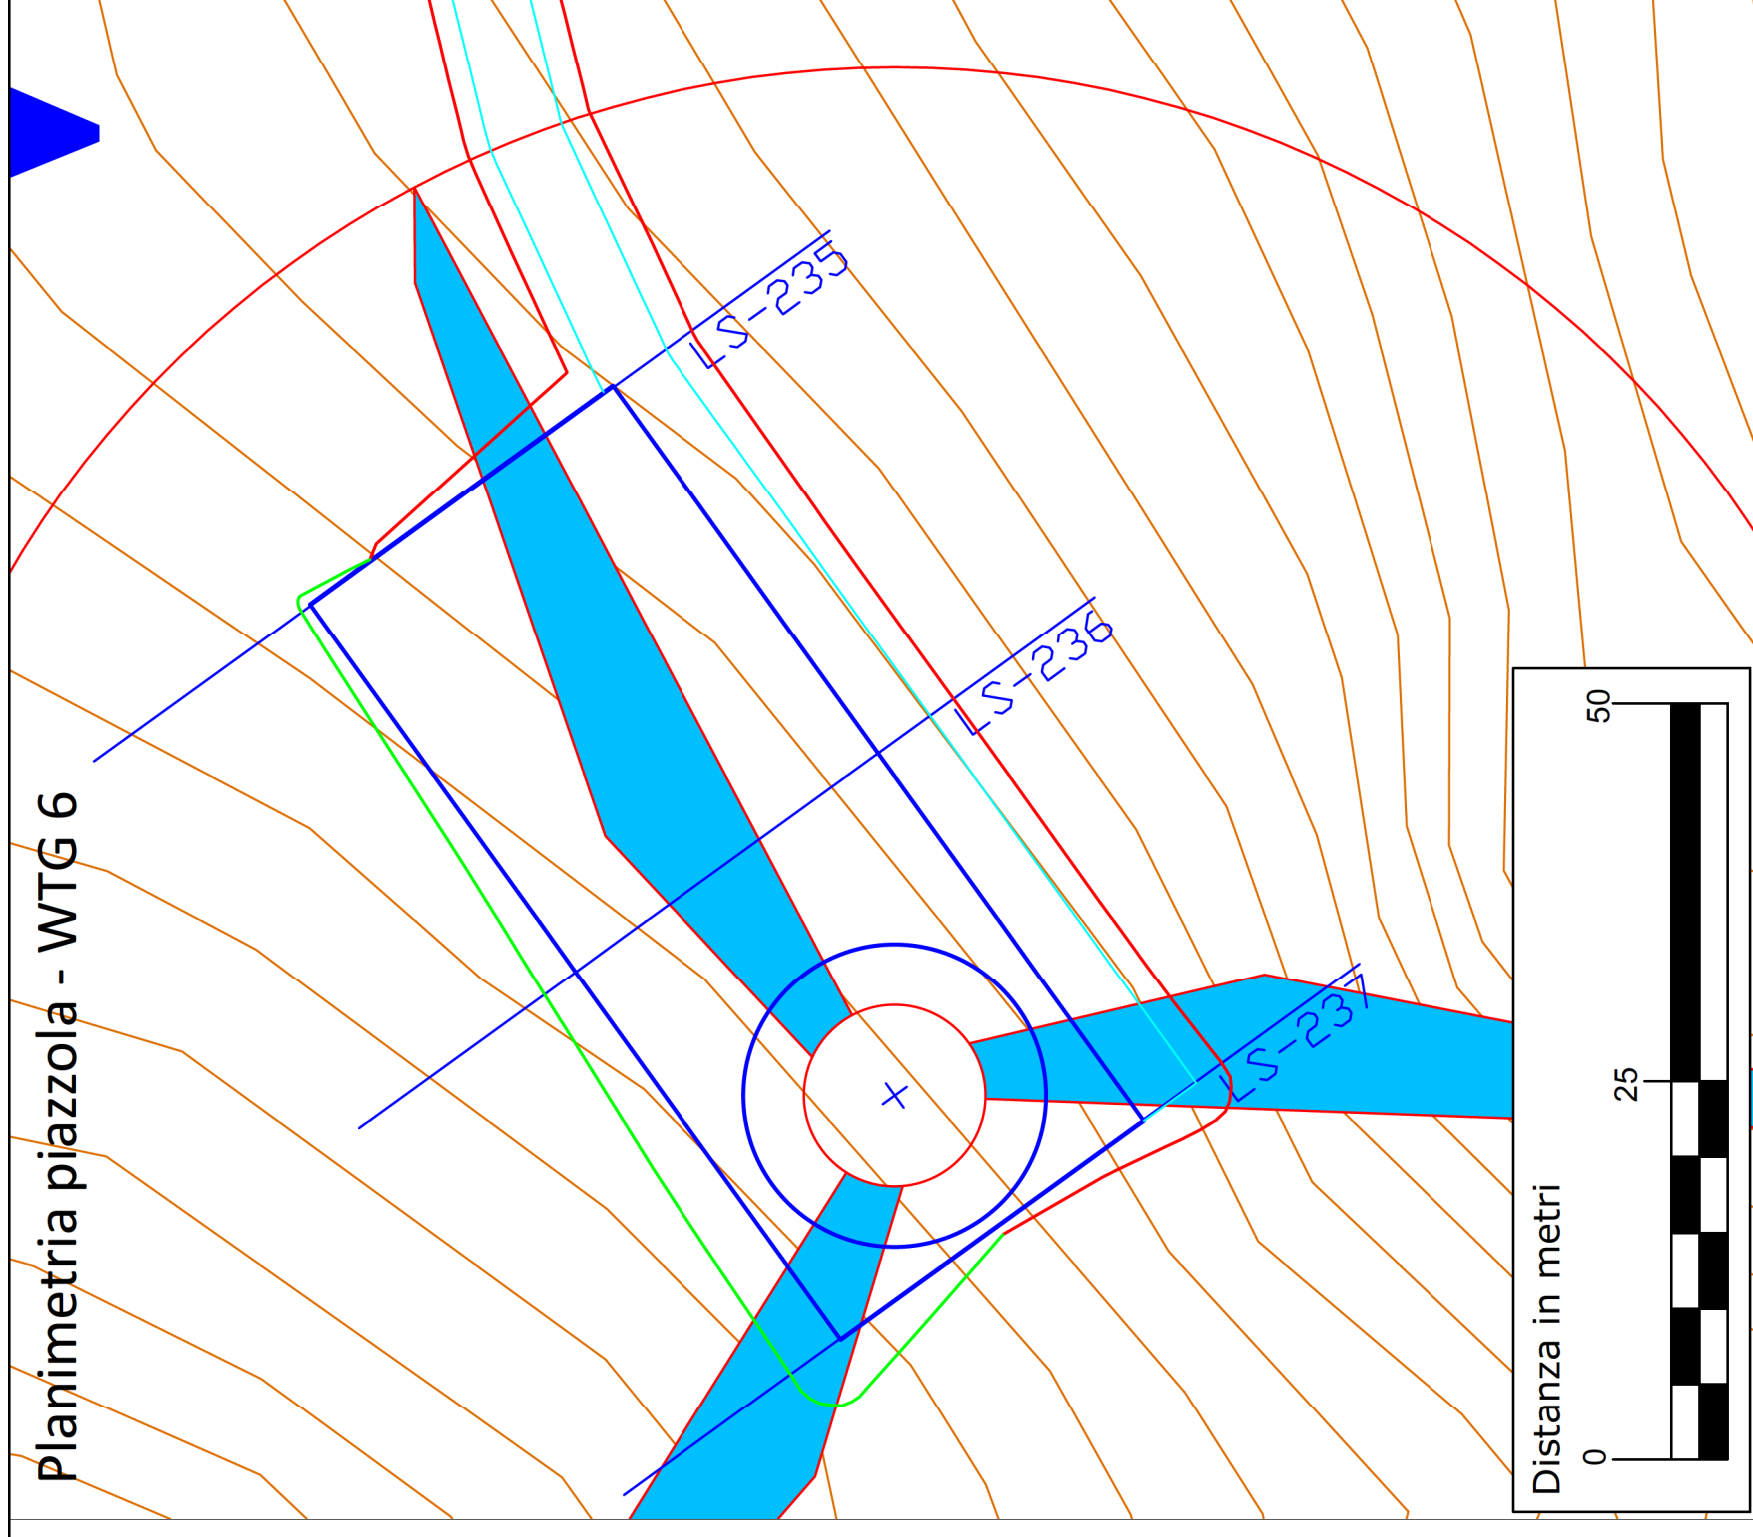 Planimetria piazzola - WTG 6
LS-235
LS-236
LS-237
Distanza in metri
0
25
50